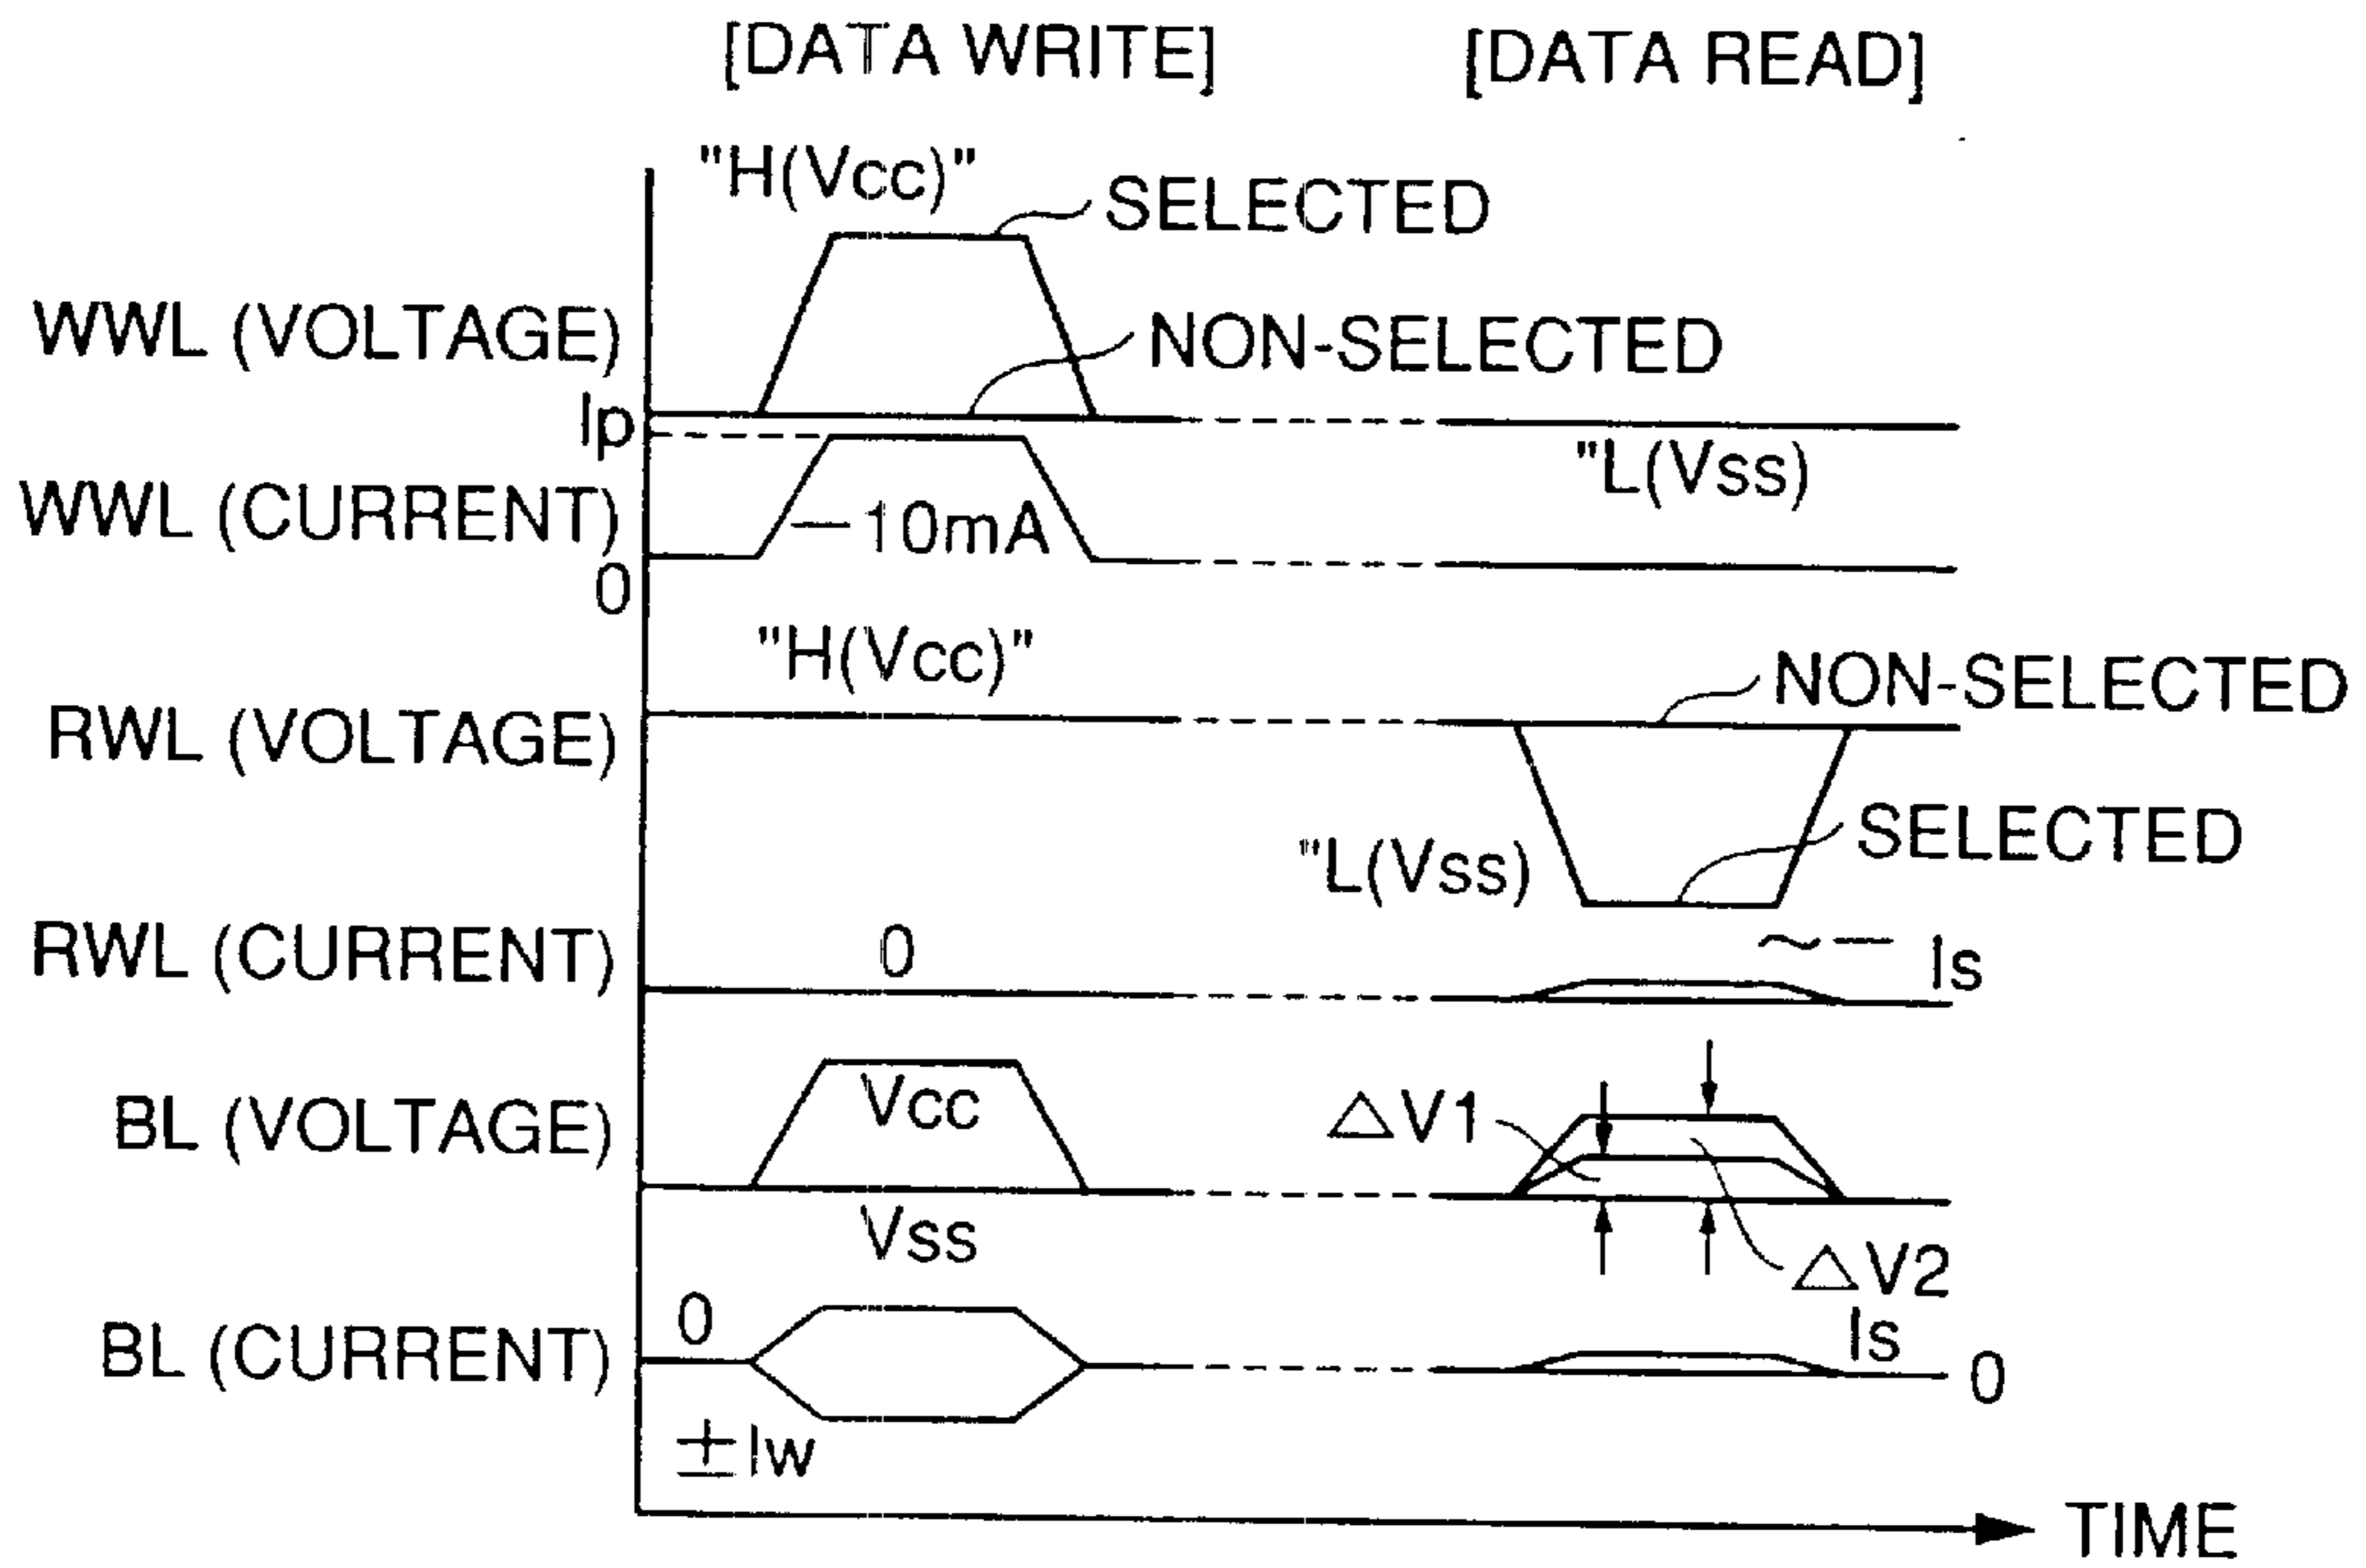 [DATA WRITE] [DATA READ]
"H(Vcc)"
SELECTED
WWL (VOLTAGE)
NON-SELECTED
Ip
"L(Vss)
WWL (CURRENT)
—10mA
0
"H(Vcc)"
NON-SELECTED
RWL (VOLTAGE)
SELECTED
"L(Vss)
RWL (CURRENT)
0
~— Is
BL (VOLTAGE)
Vcc
△V1
Vss
△V2
0
Is
BL (CURRENT)
0
±Iw
TIME